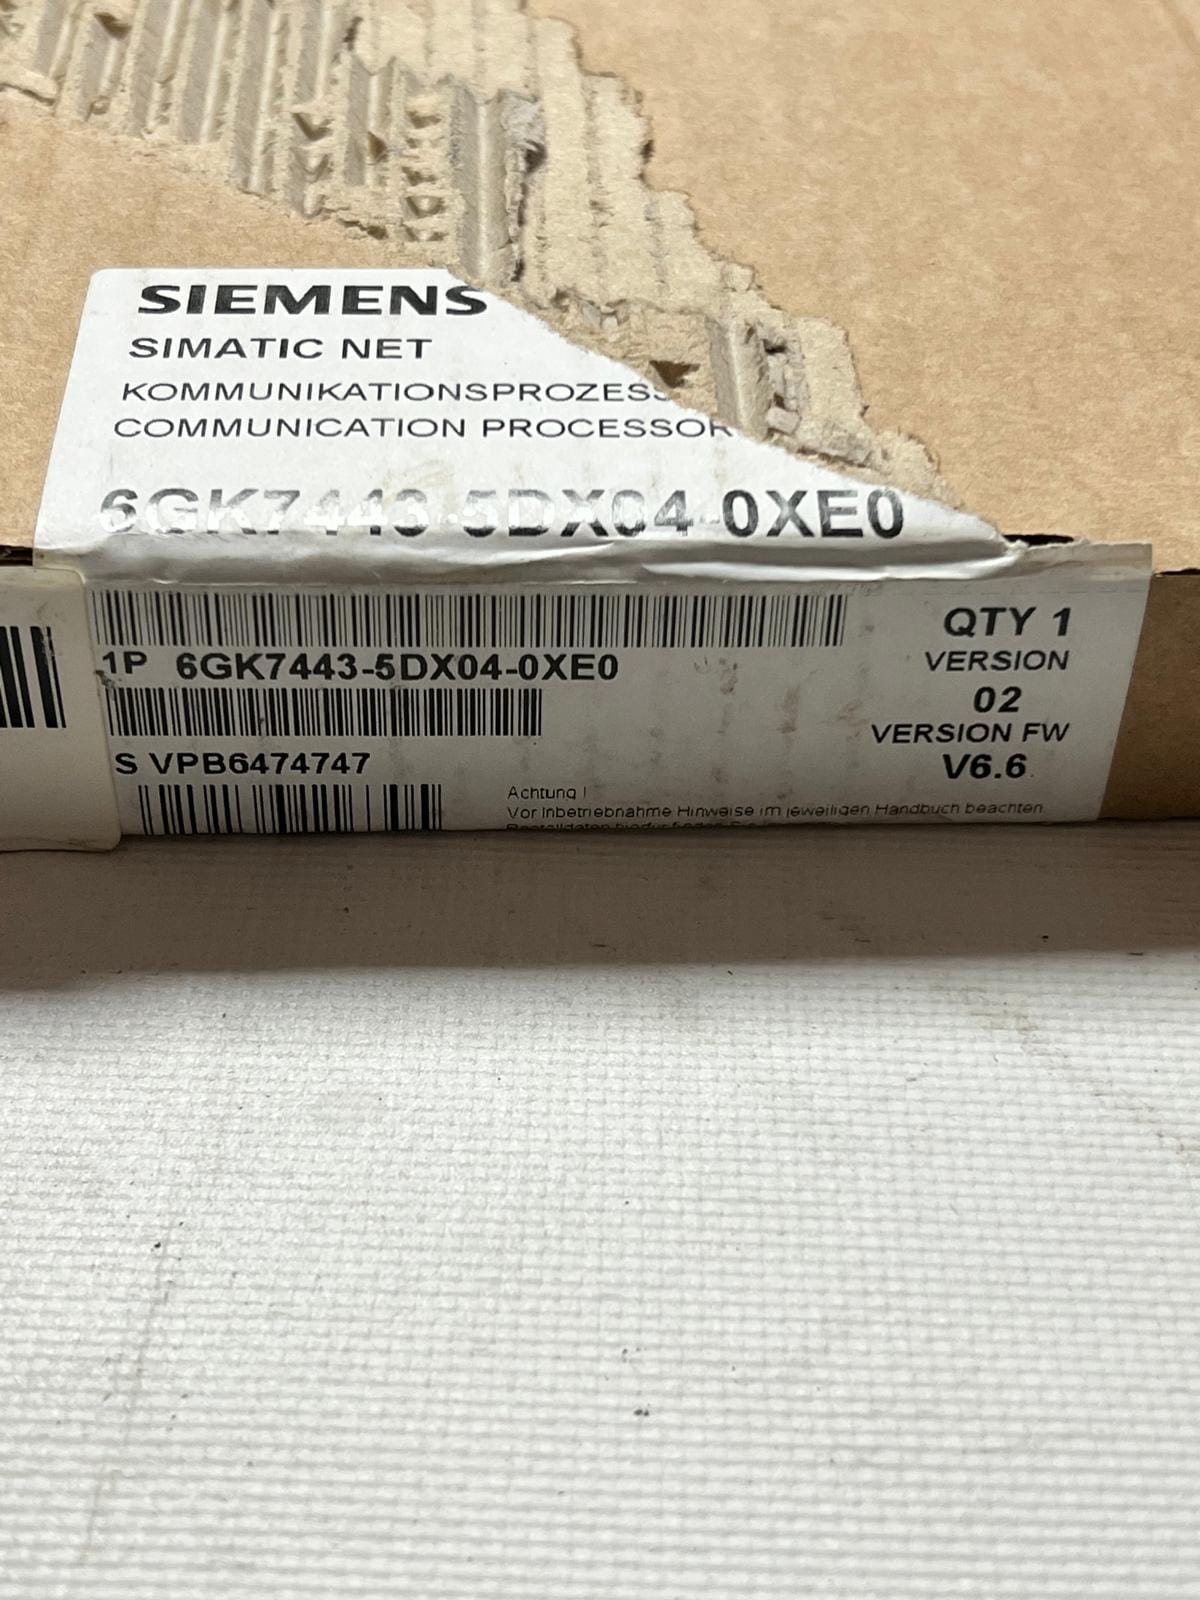 SIEMENS
SIMATIC NET
KOMMUNIKATIONSPROZESS
COMMUNICATION PROCESSOR
6GK7443-5DX04-0XE0
QTY 1
1P 6GK7443-5DX04-0XE0
VERSION
02
VERSION FW
V6.6
S VPB6474747
Achtung !
Vor Inbetriebnahme Hinweise im jeweiligen Handbuch beachten.